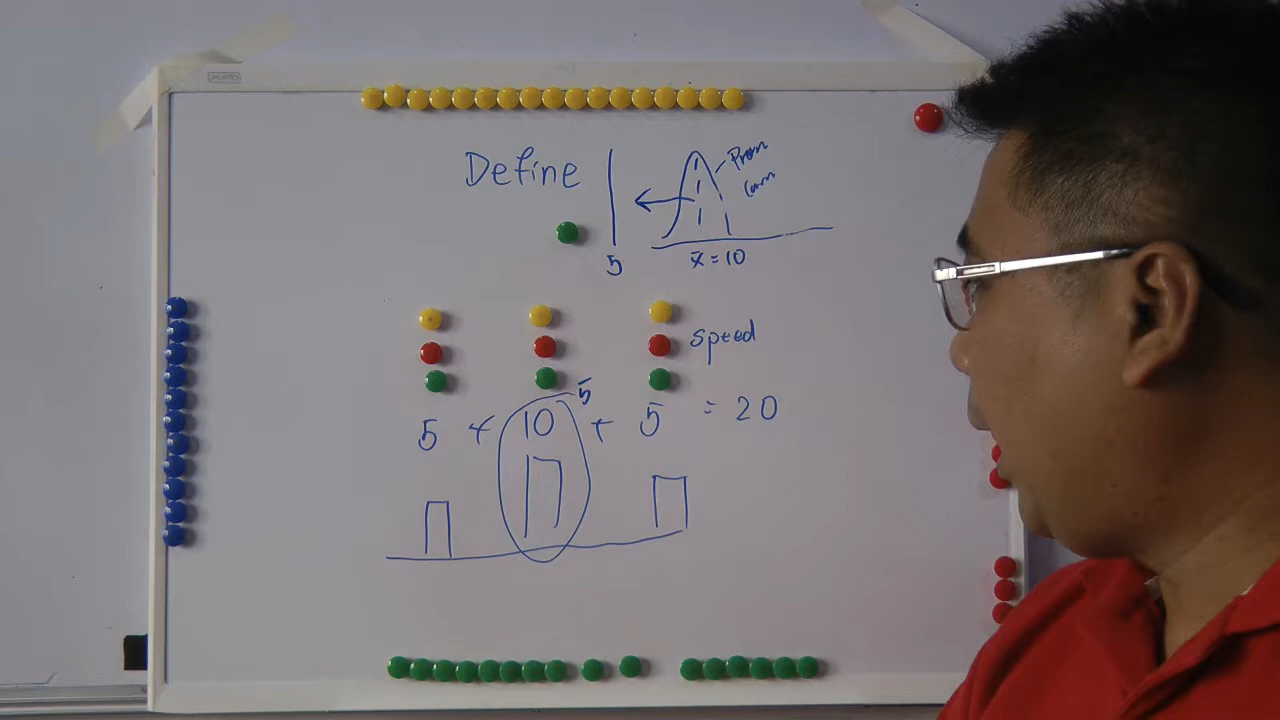 Define
5
x̄ = 10
speed
5
5 + 10 + 5 = 20